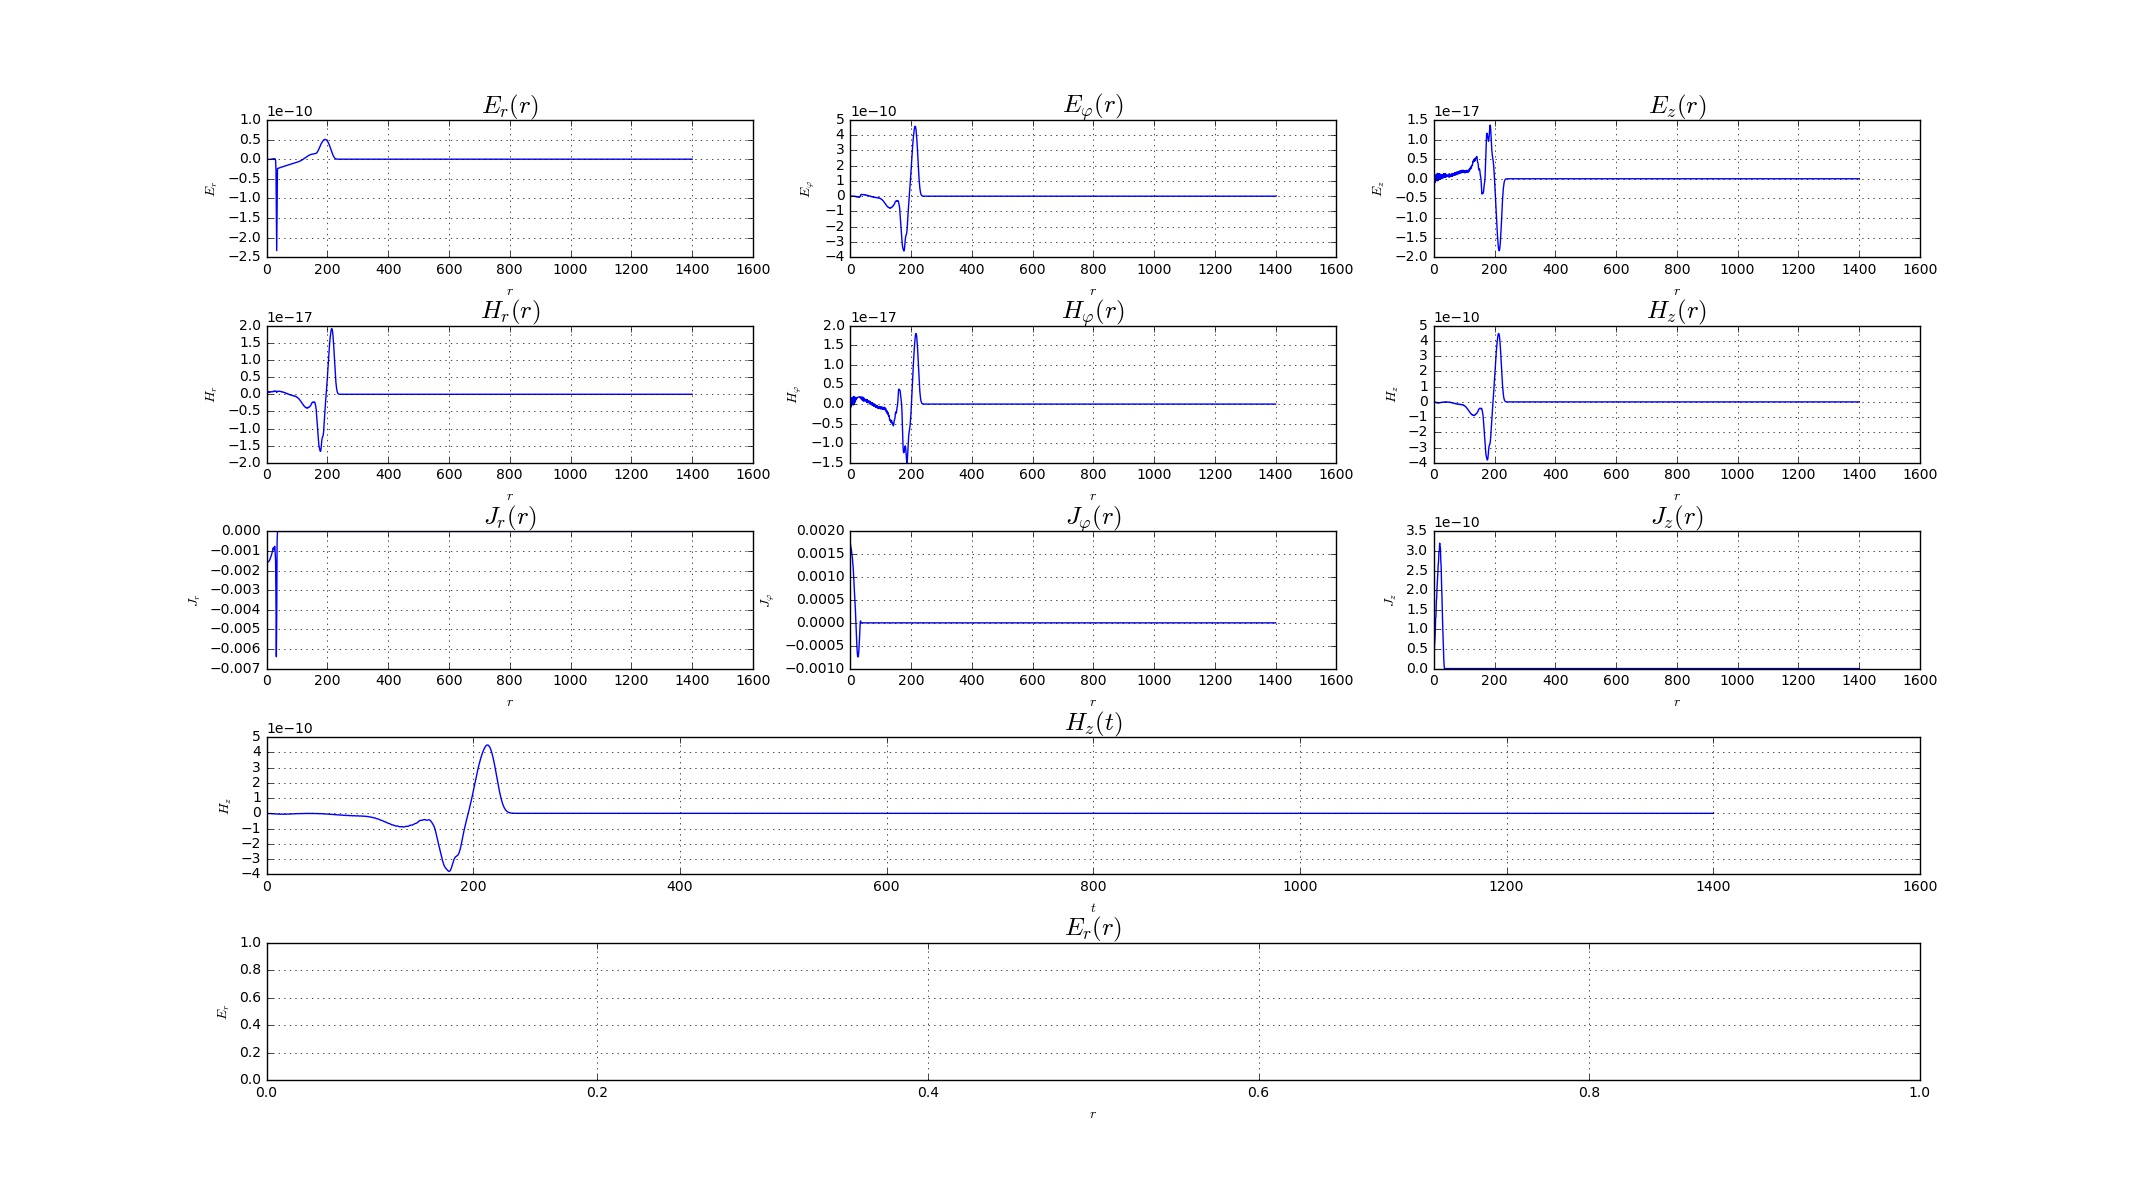 E_r(r) E_φ(r) E_z(r)
1e−10 1e−10 1e−17
E_r
1.0
0.5
0.0
−0.5
−1.0
−1.5
−2.0
−2.5
0 200 400 600 800 1000 1200 1400 1600
r
E_φ
5
4
3
2
1
0
−1
−2
−3
−4
0 200 400 600 800 1000 1200 1400 1600
r
E_z
1.5
1.0
0.5
0.0
−0.5
−1.0
−1.5
−2.0
0 200 400 600 800 1000 1200 1400 1600
r
H_r(r) H_φ(r) H_z(r)
1e−17 1e−17 1e−10
H_r
2.0
1.5
1.0
0.5
0.0
−0.5
−1.0
−1.5
−2.0
0 200 400 600 800 1000 1200 1400 1600
r
H_φ
2.0
1.5
1.0
0.5
0.0
−0.5
−1.0
−1.5
0 200 400 600 800 1000 1200 1400 1600
r
H_z
5
4
3
2
1
0
−1
−2
−3
−4
0 200 400 600 800 1000 1200 1400 1600
r
J_r(r) J_φ(r) J_z(r)
1e−10
J_r
0.000
−0.001
−0.002
−0.003
−0.004
−0.005
−0.006
−0.007
0 200 400 600 800 1000 1200 1400 1600
r
J_φ
0.0020
0.0015
0.0010
0.0005
0.0000
−0.0005
−0.0010
0 200 400 600 800 1000 1200 1400 1600
r
J_z
3.5
3.0
2.5
2.0
1.5
1.0
0.5
0.0
0 200 400 600 800 1000 1200 1400 1600
r
H_z(t)
1e−10
H_z
5
4
3
2
1
0
−1
−2
−3
−4
0 200 400 600 800 1000 1200 1400 1600
t
E_r(r)
E_r
1.0
0.8
0.6
0.4
0.2
0.0
0.0 0.2 0.4 0.6 0.8 1.0
r